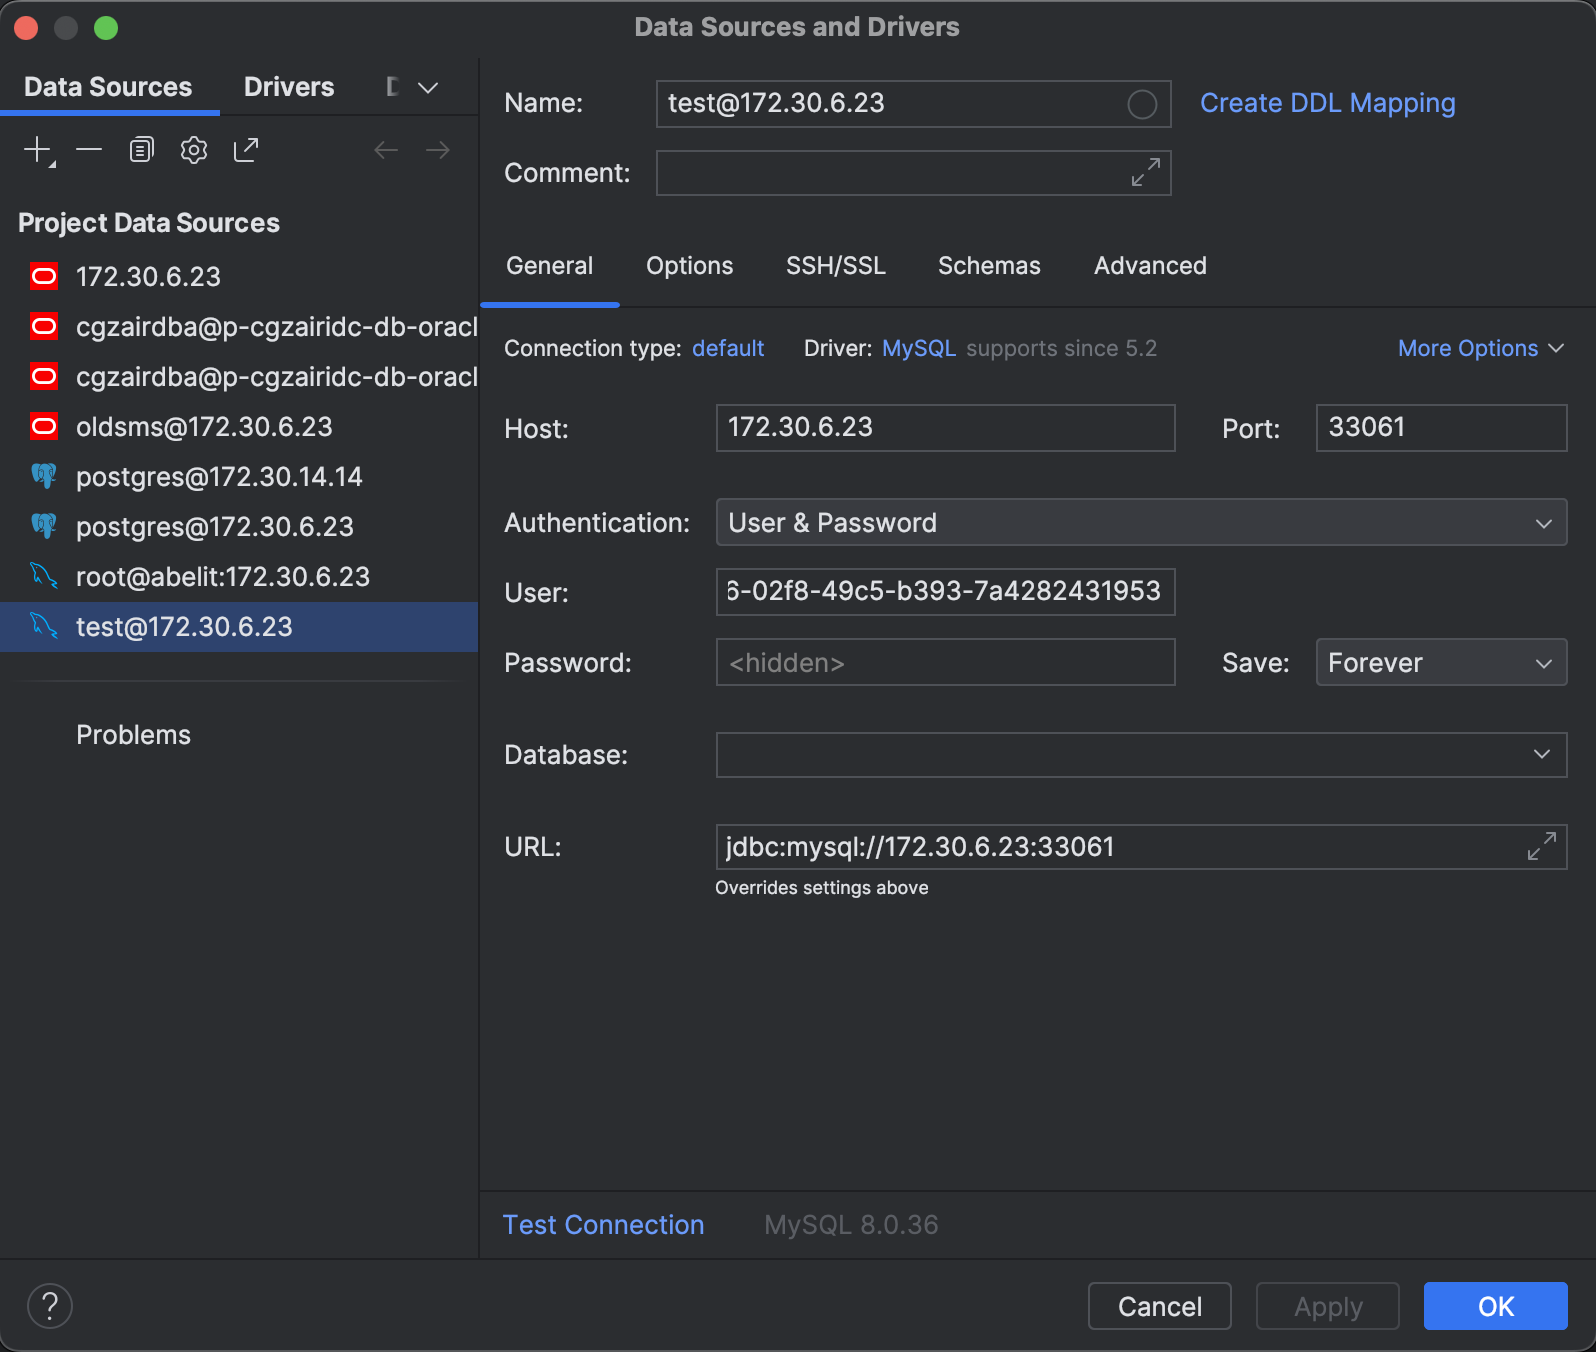 Data Sources and Drivers
Data Sources
Drivers
Project Data Sources
172.30.6.23
cgzairdba@p-cgzairidc-db-oracl
cgzairdba@p-cgzairidc-db-oracl
oldsms@172.30.6.23
postgres@172.30.14.14
postgres@172.30.6.23
root@abelit:172.30.6.23
test@172.30.6.23
Problems
Name: test@172.30.6.23 Create DDL Mapping
Comment:
General Options SSH/SSL Schemas Advanced
Connection type: default Driver: MySQL supports since 5.2 More Options
Host: 172.30.6.23 Port: 33061
Authentication: User & Password
User: 6-02f8-49c5-b393-7a4282431953
Password: <hidden> Save: Forever
Database:
URL: jdbc:mysql://172.30.6.23:33061
Overrides settings above
Test Connection MySQL 8.0.36
? Cancel Apply OK